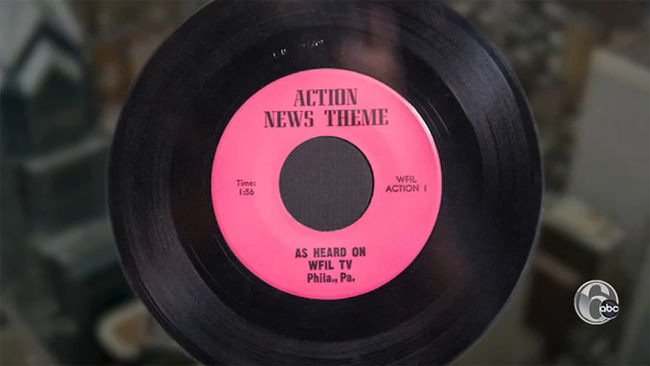 ACTION
NEWS THEME
Time:
1:56
WFIL
ACTION 1
AS HEARD ON
WFIL TV
Phila., Pa.
6
abc